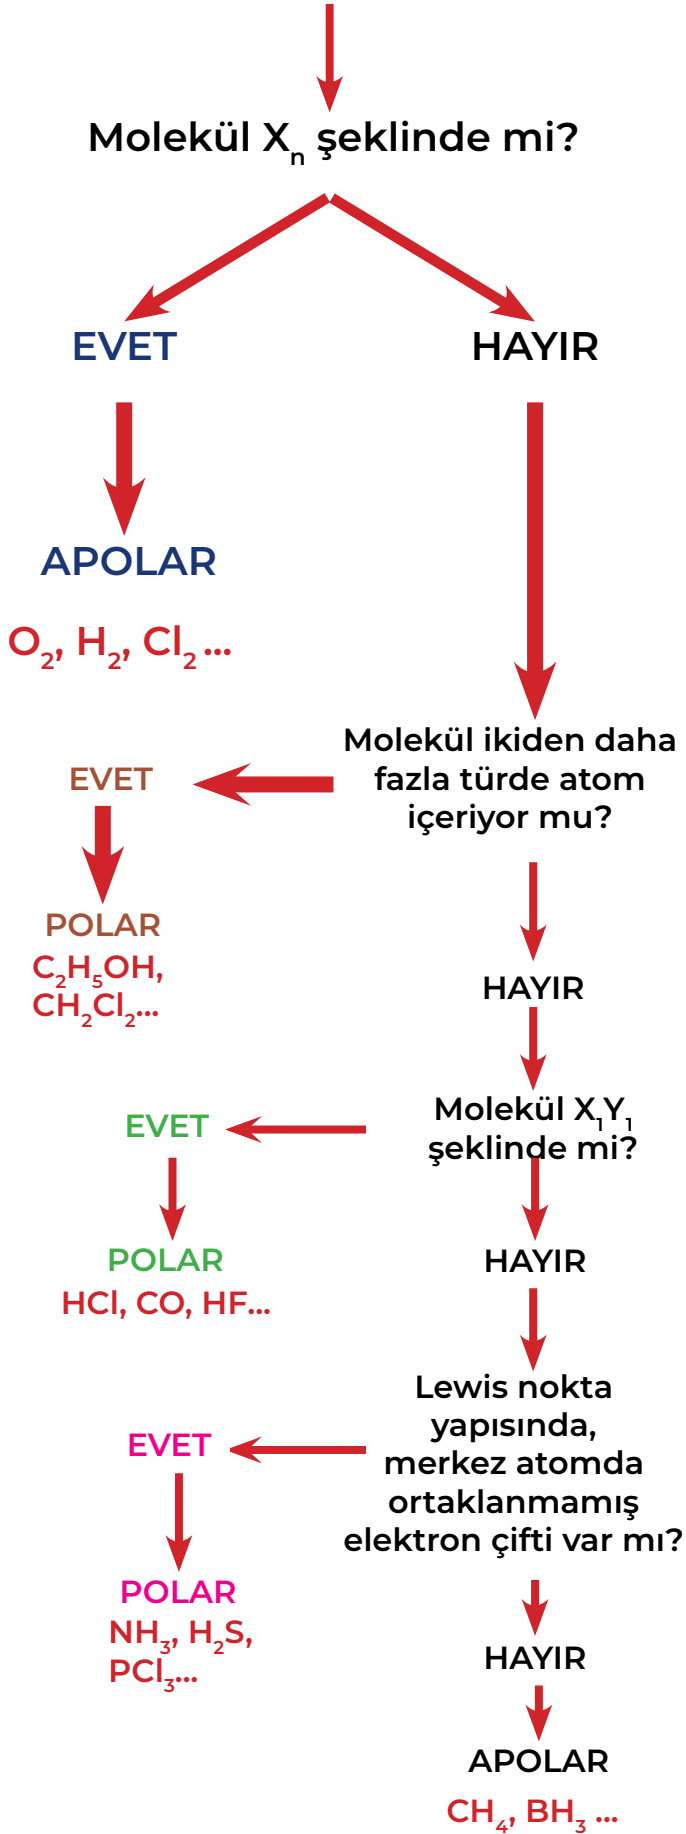 Molekül Xₙ şeklinde mi?
EVET
HAYIR
APOLAR
O₂, H₂, Cl₂ ...
Molekül ikiden daha
fazla türde atom
içeriyor mu?
EVET
POLAR
C₂H₅OH,
CH₂Cl₂...
HAYIR
Molekül X₁Y₁
şeklinde mi?
EVET
POLAR
HCl, CO, HF...
HAYIR
Lewis nokta
yapısında,
merkez atomda
ortaklanmamış
elektron çifti var mı?
EVET
POLAR
NH₃, H₂S,
PCl₃...
HAYIR
APOLAR
CH₄, BH₃ ...